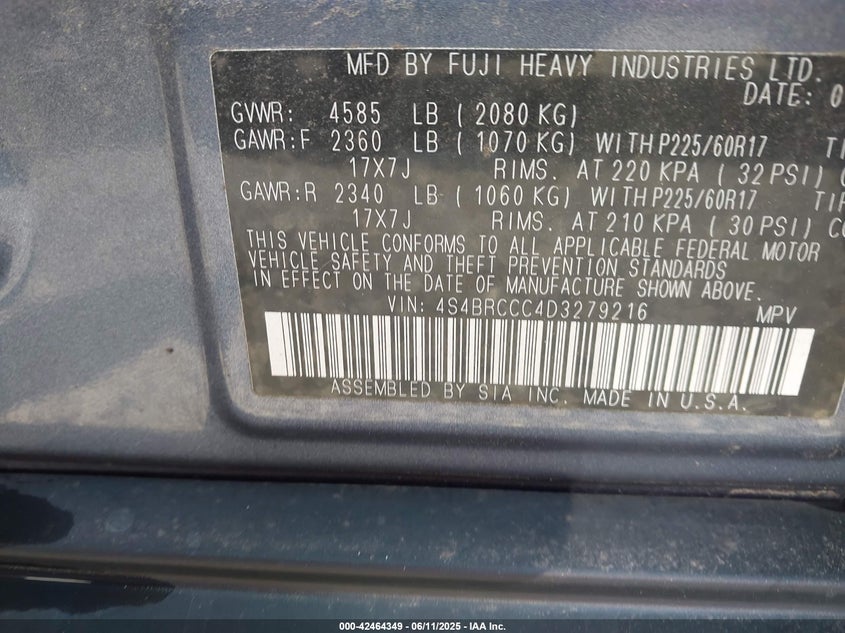 MFD BY FUJI HEAVY INDUSTRIES LTD.
DATE: 0
GVWR: 4585 LB ( 2080 KG)
GAWR:F 2360 LB ( 1070 KG) WITH P225/60R17 TI
17X7J RIMS. AT 220 KPA ( 32 PSI) (
GAWR:R 2340 LB ( 1060 KG) WITH P225/60R17 TIR
17X7J RIMS. AT 210 KPA ( 30 PSI) CO
THIS VEHICLE CONFORMS TO ALL APPLICABLE FEDERAL MOTOR
VEHICLE SAFETY AND THEFT PREVENTION STANDARDS
IN EFFECT ON THE DATE OF MANUFACTURE SHOWN ABOVE.
VIN: 4S4BRCCC4D3279216 MPV
ASSEMBLED BY SIA INC. MADE IN U.S.A.
000-42464349 - 06/11/2025 - IAA Inc.